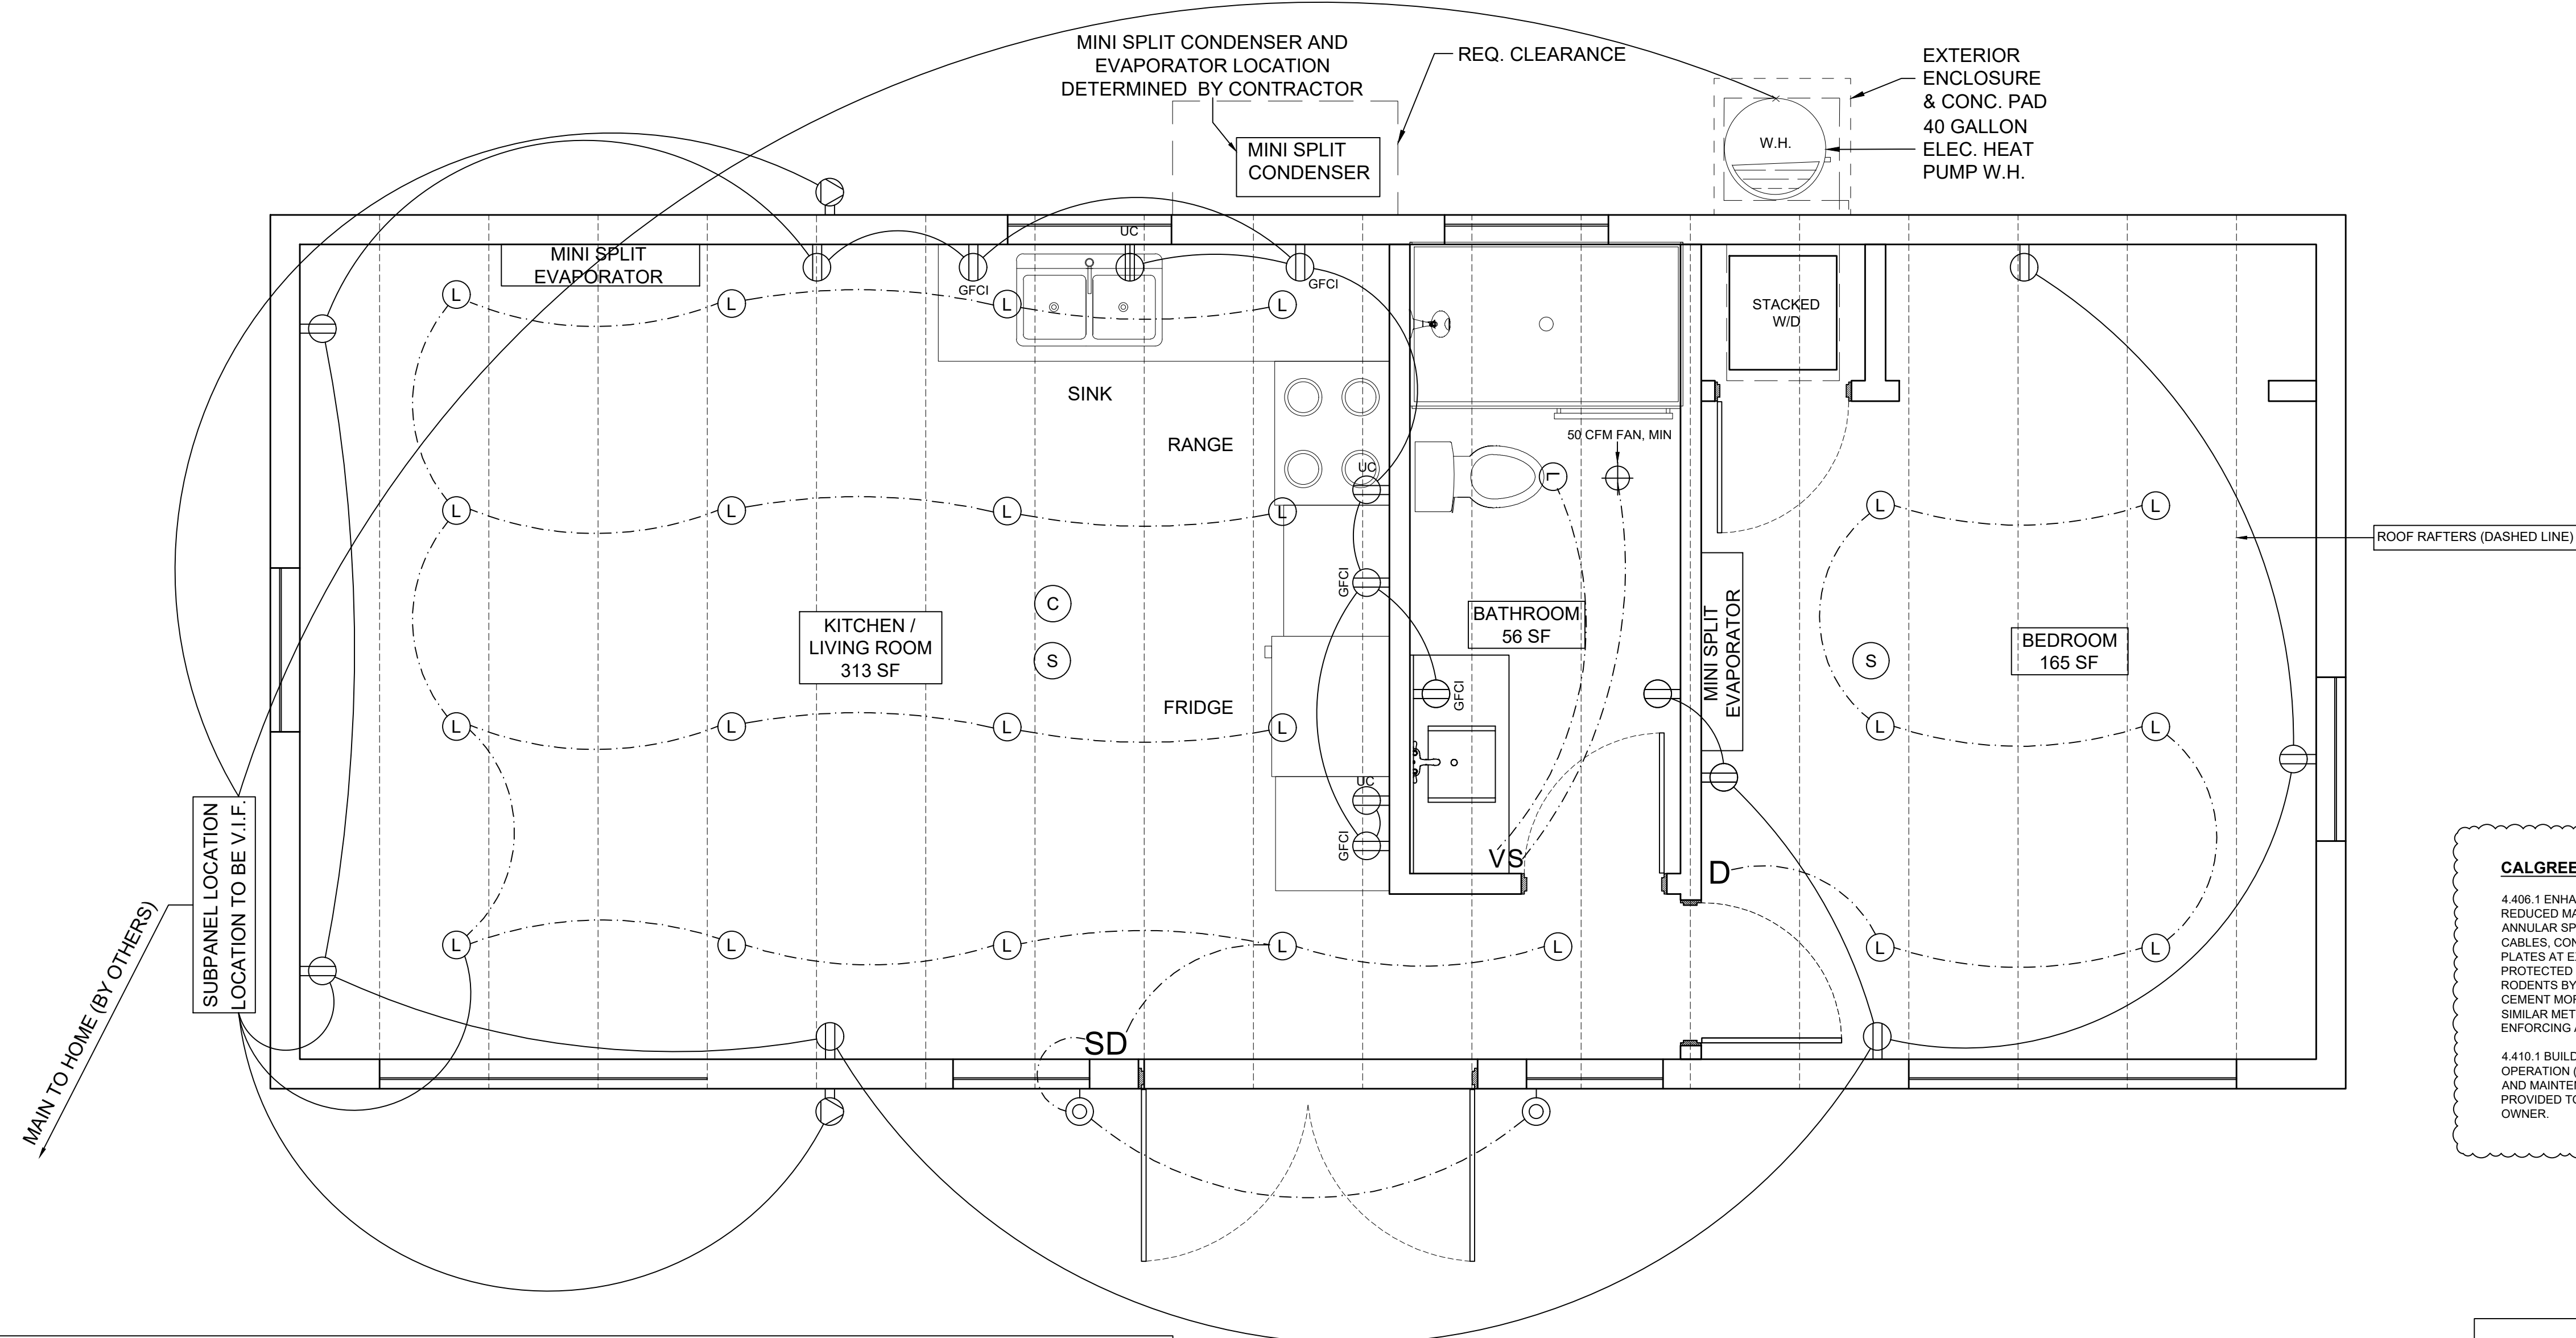 MINI SPLIT CONDENSER AND
EVAPORATOR LOCATION
DETERMINED BY CONTRACTOR
REQ. CLEARANCE
EXTERIOR
ENCLOSURE
& CONC. PAD
40 GALLON
ELEC. HEAT
PUMP W.H.
W.H.
MINI SPLIT
CONDENSER
MINI SPLIT
EVAPORATOR
UC
GFCI
GFCI
L
L
L
L
STACKED
W/D
SINK
RANGE
50 CFM FAN, MIN
UC
L
L
L
L
L
L
L
ROOF RAFTERS (DASHED LINE)
GFCI
C
S
KITCHEN /
LIVING ROOM
313 SF
BATHROOM
56 SF
MINI SPLIT
EVAPORATOR
S
BEDROOM
165 SF
GFCI
FRIDGE
L
L
L
L
L
L
UC
GFCI
VS
D
SUBPANEL LOCATION
LOCATION TO BE V.I.F.
MAIN TO HOME (BY OTHERS)
L
L
L
L
L
L
L
SD
CALGREE
4.406.1 ENHA
REDUCED MA
ANNULAR SP
CABLES, CON
PLATES AT E
PROTECTED
RODENTS BY
CEMENT MOR
SIMILAR MET
ENFORCING A
4.410.1 BUILD
OPERATION (
AND MAINTEN
PROVIDED TO
OWNER.